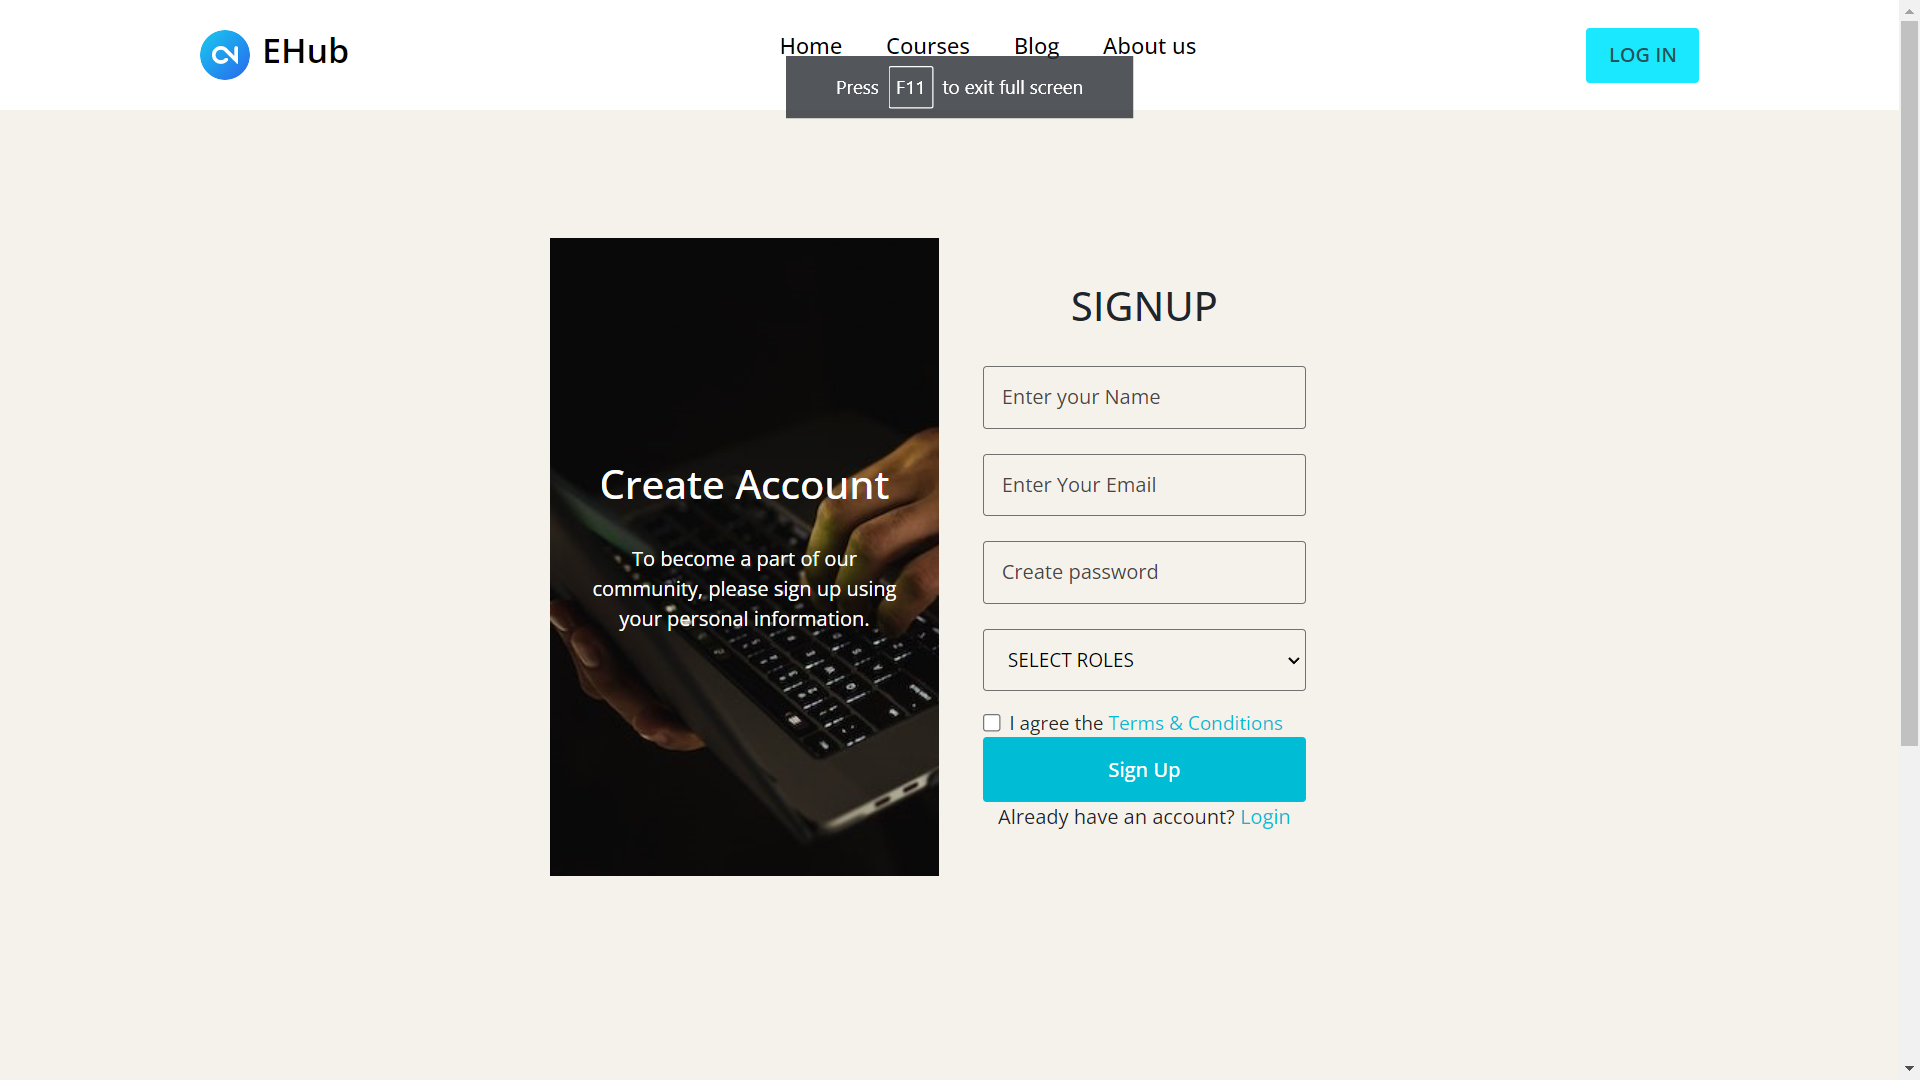 EHub
Home Courses Blog About us
LOG IN
Press F11 to exit full screen
Create Account
To become a part of our
community, please sign up using
your personal information.
SIGNUP
Enter your Name
Enter Your Email
Create password
SELECT ROLES
I agree the Terms & Conditions
Sign Up
Already have an account? Login